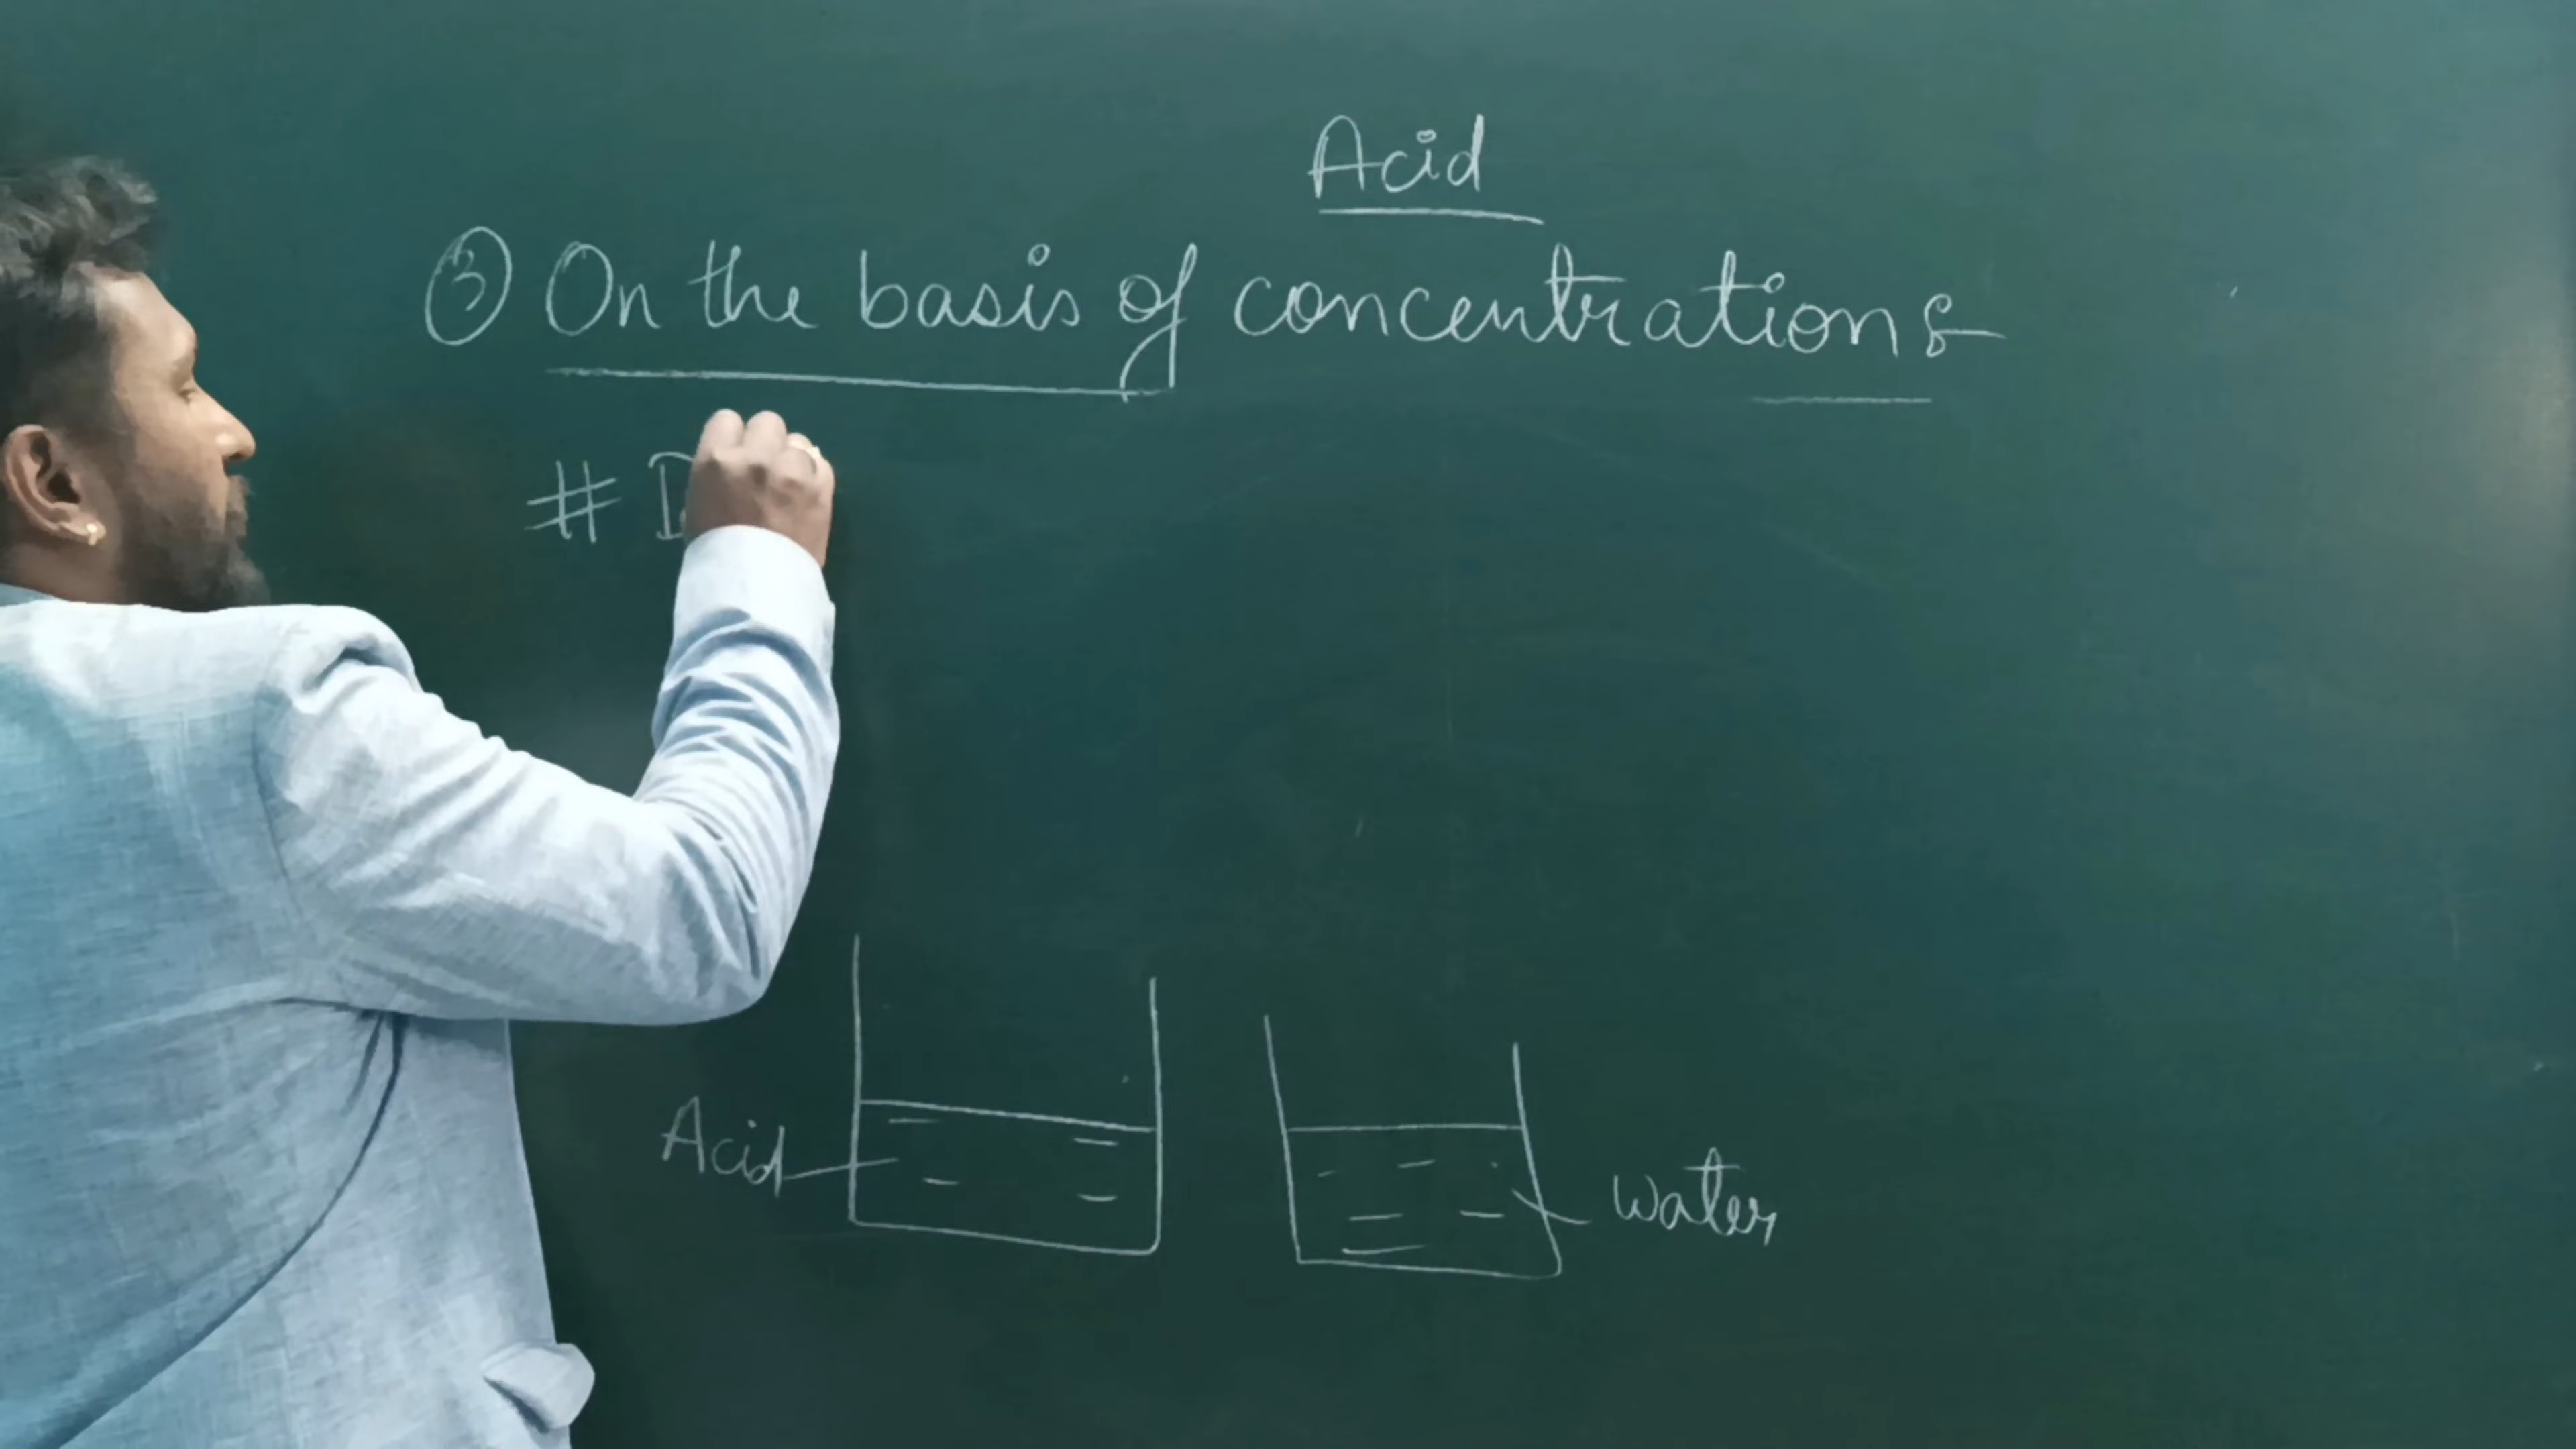 Acid
③ On the basis of concentrations
# D
Acid
water